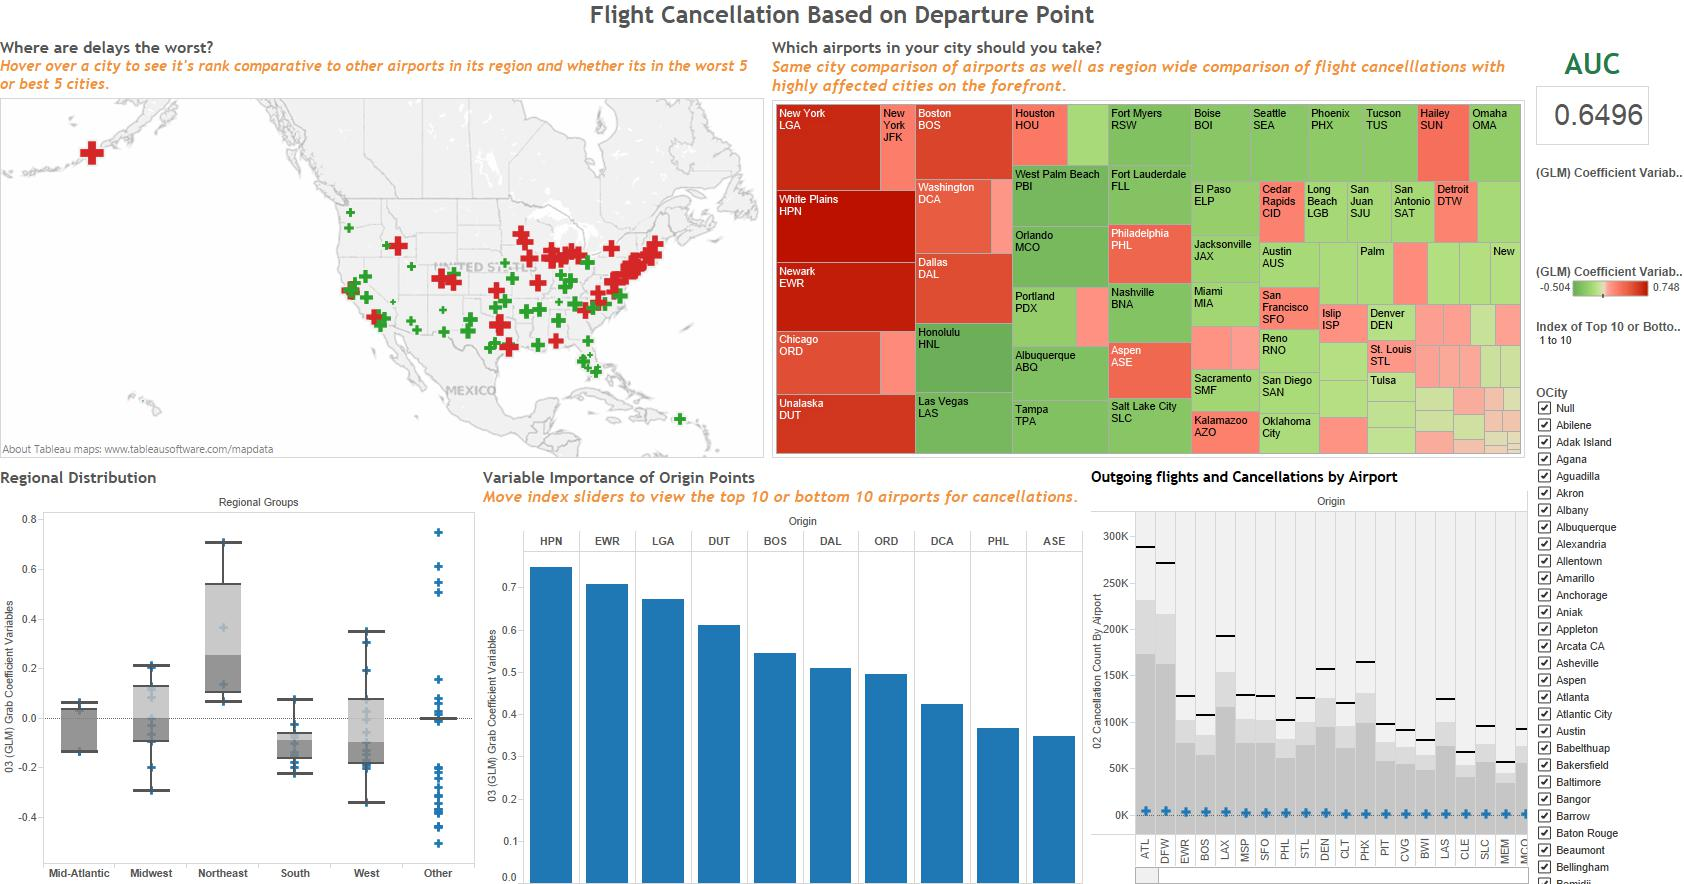 Flight Cancellation Based on Departure Point
Where are delays the worst?
Hover over a city to see it's rank comparative to other airports in its region and whether its in the worst 5
or best 5 cities.
UNITED STATES
MEXICO
About Tableau maps: www.tableausoftware.com/mapdata
Which airports in your city should you take?
Same city comparison of airports as well as region wide comparison of flight cancelllations with
highly affected cities on the forefront.
New York
LGA
New
York
JFK
White Plains
HPN
Newark
EWR
Chicago
ORD
Unalaska
DUT
Boston
BOS
Washington
DCA
Dallas
DAL
Honolulu
HNL
Las Vegas
LAS
Houston
HOU
West Palm Beach
PBI
Orlando
MCO
Portland
PDX
Albuquerque
ABQ
Tampa
TPA
Fort Myers
RSW
Fort Lauderdale
FLL
Philadelphia
PHL
Nashville
BNA
Aspen
ASE
Salt Lake City
SLC
Boise
BOI
El Paso
ELP
Jacksonville
JAX
Miami
MIA
Sacramento
SMF
Kalamazoo
AZO
Seattle
SEA
Cedar
Rapids
CID
Austin
AUS
San
Francisco
SFO
Reno
RNO
San Diego
SAN
Oklahoma
City
Phoenix
PHX
Long
Beach
LGB
Islip
ISP
Tucson
TUS
San
Juan
SJU
Palm
Denver
DEN
St. Louis
STL
Tulsa
Hailey
SUN
San
Antonio
SAT
Detroit
DTW
Omaha
OMA
New
AUC
0.6496
(GLM) Coefficient Variab..
(GLM) Coefficient Variab..
-0.504
0.748
Index of Top 10 or Botto..
1 to 10
OCity
Null
Abilene
Adak Island
Agana
Aguadilla
Akron
Albany
Albuquerque
Alexandria
Allentown
Amarillo
Anchorage
Aniak
Appleton
Arcata CA
Asheville
Aspen
Atlanta
Atlantic City
Austin
Babelthuap
Bakersfield
Baltimore
Bangor
Barrow
Baton Rouge
Beaumont
Bellingham
Regional Distribution
Regional Groups
03 (GLM) Grab Coefficient Variables
0.8
0.6
0.4
0.2
0.0
-0.2
-0.4
Mid-Atlantic
Midwest
Northeast
South
West
Other
Variable Importance of Origin Points
Move index sliders to view the top 10 or bottom 10 airports for cancellations.
Origin
HPN EWR LGA DUT BOS DAL ORD DCA PHL ASE
03 (GLM) Grab Coefficient Variables
0.7
0.6
0.5
0.4
0.3
0.2
0.1
0.0
Outgoing flights and Cancellations by Airport
Origin
02 Cancellation Count By Airport
300K
250K
200K
150K
100K
50K
0K
ATL
DFW
EWR
BOS
LAX
MSP
SFO
PHL
STL
DEN
CLT
PHX
PIT
CVG
BWI
LAS
CLE
SLC
MEM
MCO